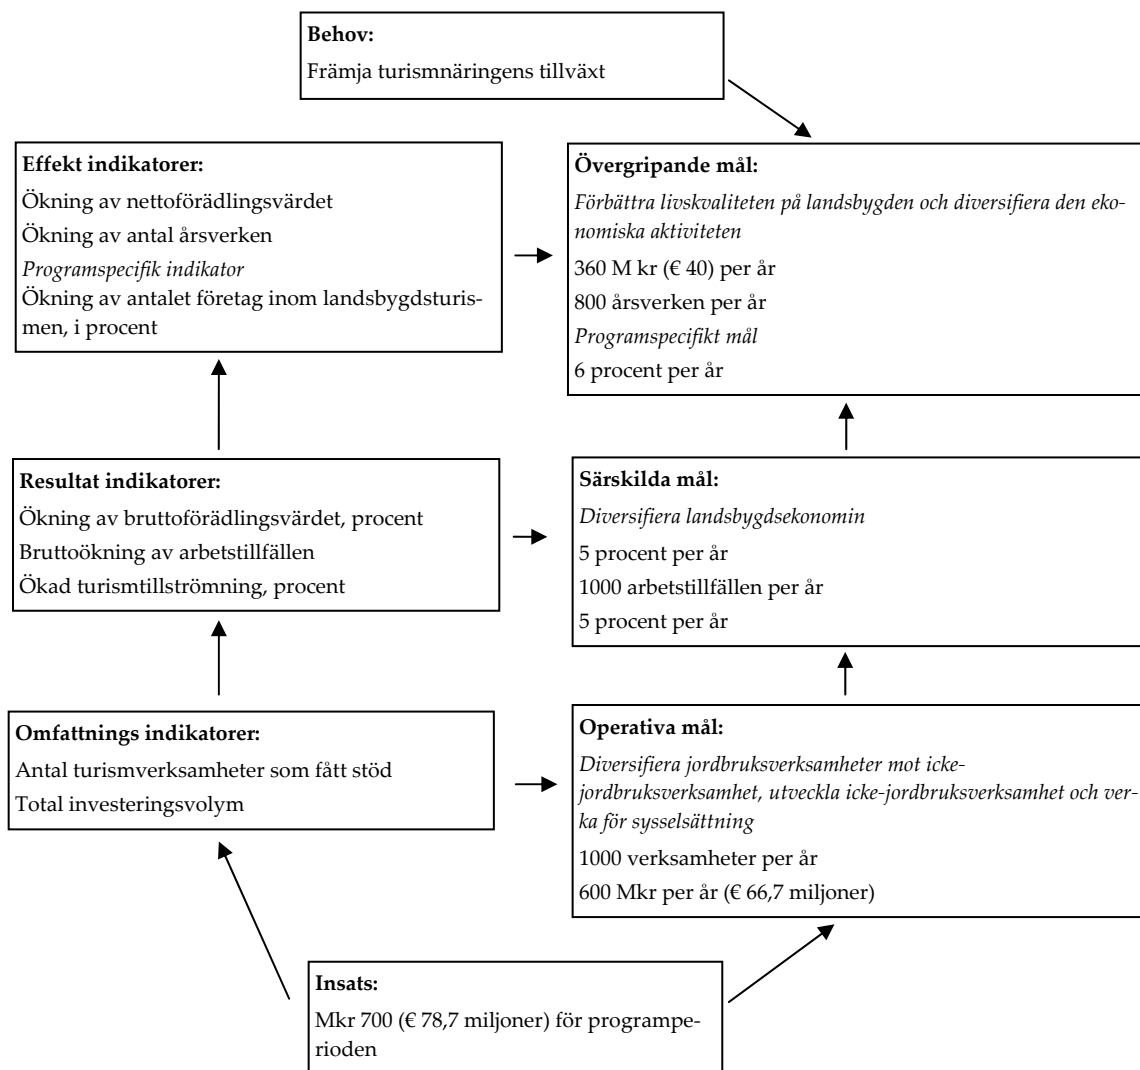 Behov:
Främja turismnäringens tillväxt
Effekt indikatorer:
Ökning av nettoförädlingsvärdet
Ökning av antal årsverken
Programspecifik indikator
Ökning av antalet företag inom landsbygdsturis-
men, i procent
Övergripande mål:
Förbättra livskvaliteten på landsbygden och diversifiera den eko-
nomiska aktiviteten
360 M kr (€ 40) per år
800 årsverken per år
Programspecifikt mål
6 procent per år
Resultat indikatorer:
Ökning av bruttoförädlingsvärdet, procent
Bruttoökning av arbetstillfällen
Ökad turismtillströmning, procent
Särskilda mål:
Diversifiera landsbygdsekonomin
5 procent per år
1000 arbetstillfällen per år
5 procent per år
Omfattnings indikatorer:
Antal turismverksamheter som fått stöd
Total investeringsvolym
Operativa mål:
Diversifiera jordbruksverksamheter mot icke-
jordbruksverksamhet, utveckla icke-jordbruksverksamhet och ver-
ka för sysselsättning
1000 verksamheter per år
600 Mkr per år (€ 66,7 miljoner)
Insats:
Mkr 700 (€ 78,7 miljoner) för programpe-
rioden